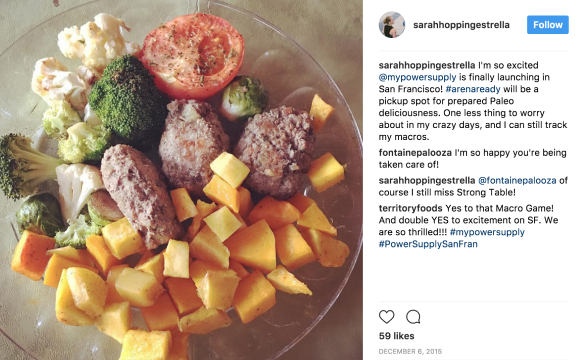 sarahhoppingestrella
Follow
sarahhoppingestrella I'm so excited
@mypowersupply is finally launching in
San Francisco! #arenaready will be a
pickup spot for prepared Paleo
deliciousness. One less thing to worry
about in my crazy days, and I can still track
my macros.
fontainepalooza I'm so happy you're being
taken care of!
sarahhoppingestrella @fontainepalooza of
course I still miss Strong Table!
territoryfoods Yes to that Macro Game!
And double YES to excitement on SF. We
are so thrilled!!! #mypowersupply
#PowerSupplySanFran
59 likes
DECEMBER 6, 2015